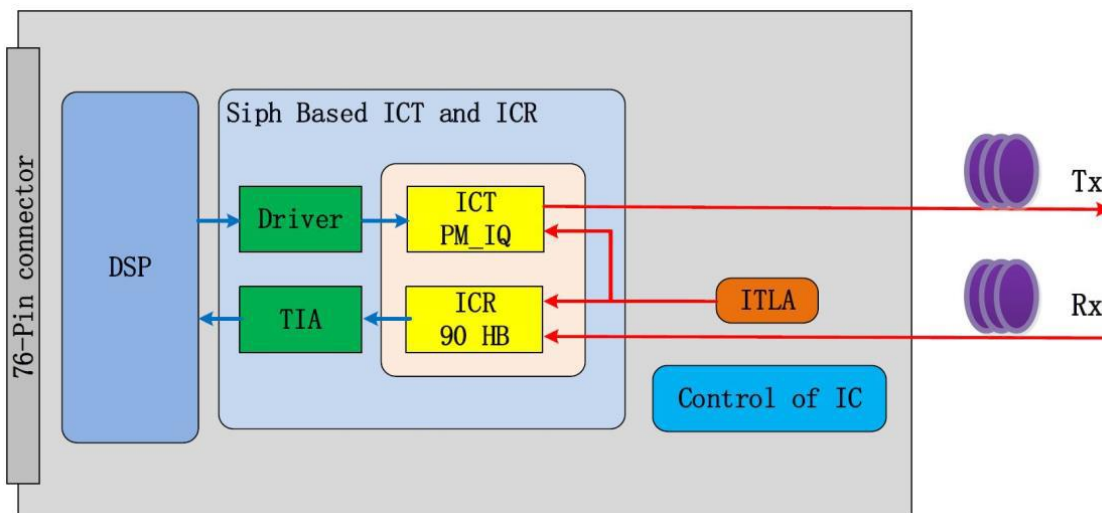 76-Pin connector
DSP
Siph Based ICT and ICR
Driver
ICT
PM_IQ
TIA
ICR
90 HB
ITLA
Control of IC
Tx
Rx